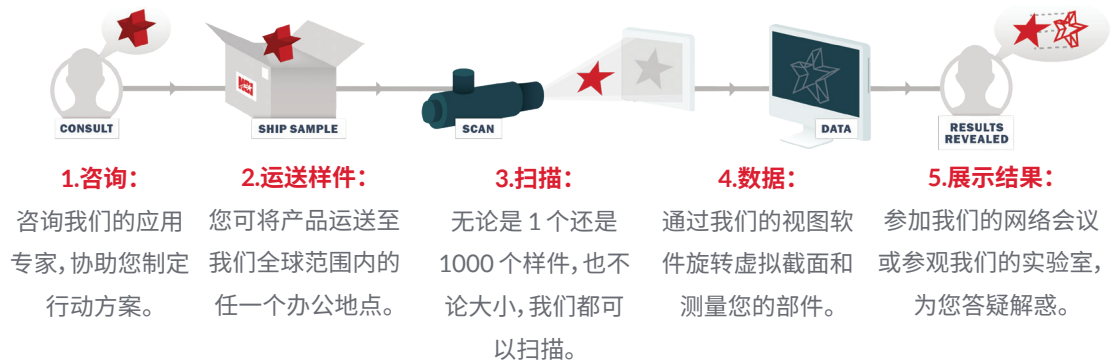 CONSULT
SHIP SAMPLE
SCAN
DATA
RESULTS
REVEALED
1.咨询：
咨询我们的应用
专家，协助您制定
行动方案。
2.运送样件：
您可将产品运送至
我们全球范围内的
任一个办公地点。
3.扫描：
无论是 1 个还是
1000 个样件，也不
论大小，我们都可
以扫描。
4.数据：
通过我们的视图软
件旋转虚拟截面和
测量您的部件。
5.展示结果：
参加我们的网络会议
或参观我们的实验室，
为您答疑解惑。